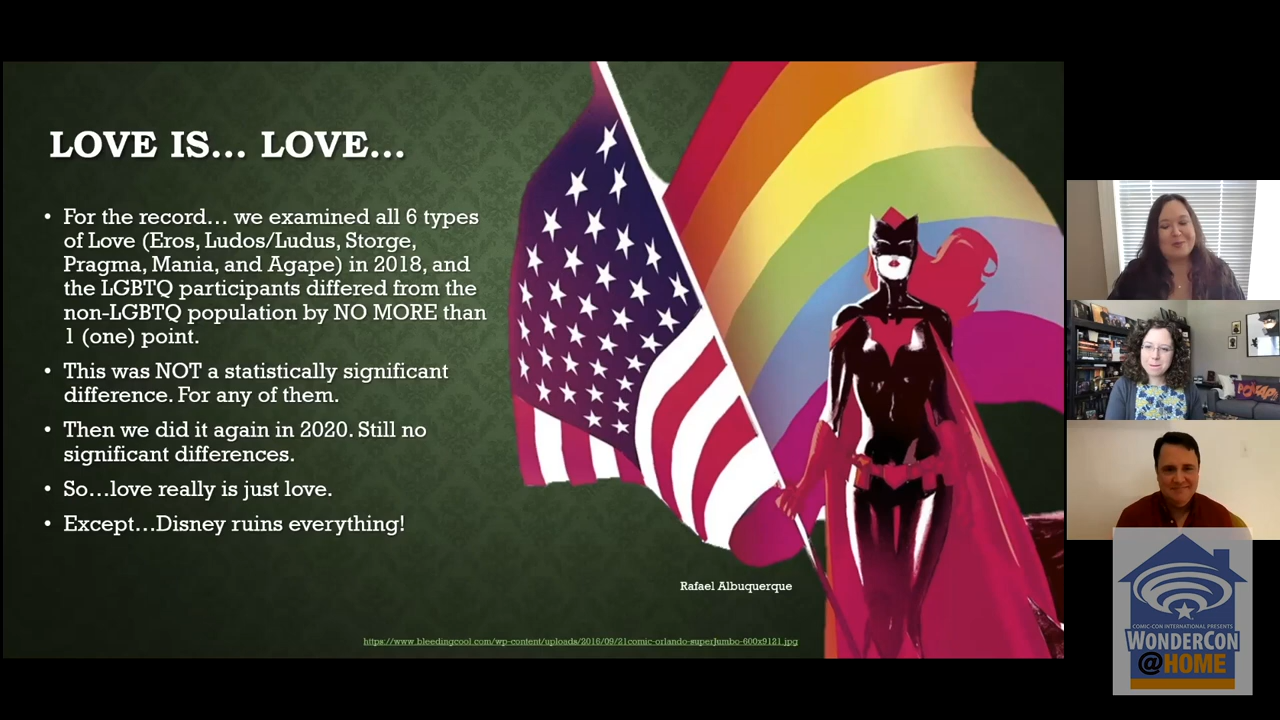 LOVE IS... LOVE...
• For the record... we examined all 6 types
of Love (Eros, Ludos/Ludus, Storge,
Pragma, Mania, and Agape) in 2018, and
the LGBTQ participants differed from the
non-LGBTQ population by NO MORE than
1 (one) point.
• This was NOT a statistically significant
difference. For any of them.
• Then we did it again in 2020. Still no
significant differences.
• So...love really is just love.
• Except...Disney ruins everything!
Rafael Albuquerque
https://www.bleedingcool.com/wp-content/uploads/2016/09/21comic-orlando-superJumbo-600x9121.jpg
COMIC-CON INTERNATIONAL PRESENTS
WONDERCON
@HOME